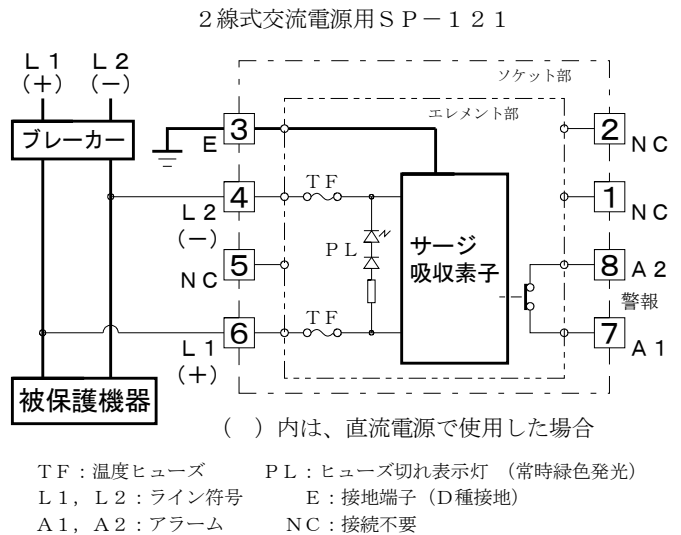 ２線式交流電源用ＳＰ－１２１
Ｌ１
(＋)
Ｌ２
(－)
ブレーカー
被保護機器
ソケット部
エレメント部
3
E
4
Ｌ２
(－)
5
ＮＣ
6
Ｌ１
(＋)
ＴＦ
ＰＬ
ＴＦ
サージ
吸収素子
2
ＮＣ
1
ＮＣ
8
Ａ２
警報
7
Ａ１
（　）内は、直流電源で使用した場合
ＴＦ：温度ヒューズ　ＰＬ：ヒューズ切れ表示灯　（常時緑色発光）
Ｌ１，Ｌ２：ライン符号　Ｅ：接地端子（Ｄ種接地）
Ａ１，Ａ２：アラーム　ＮＣ：接続不要